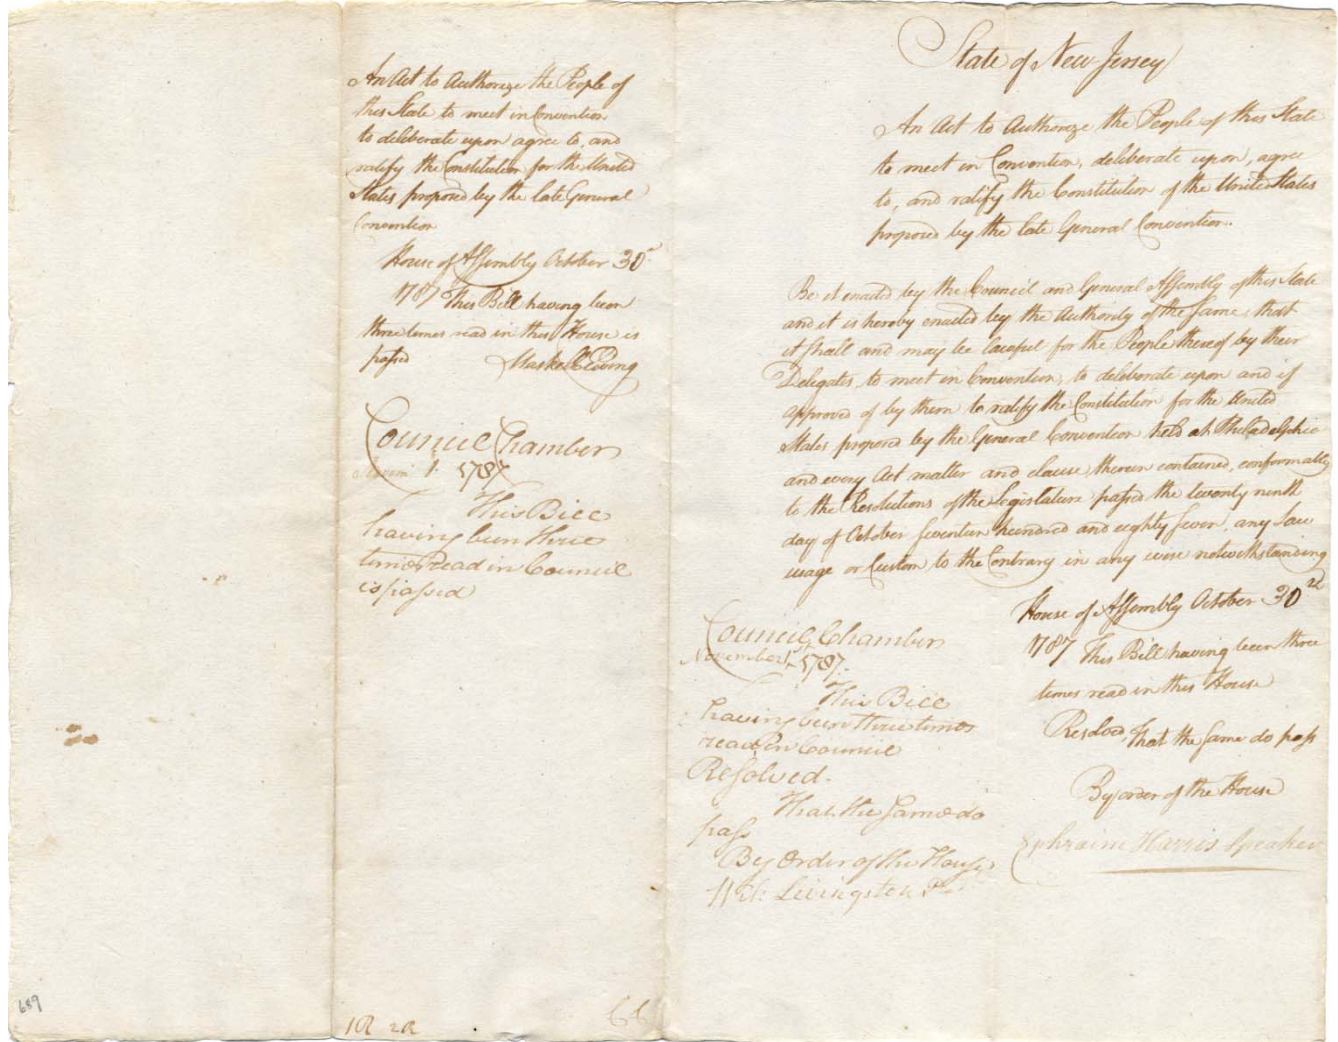 An Act to Authorize the People of
this State to meet in Convention
to deliberate upon agree to, and
ratify the Constitution for the United
States proposed by the late General
Convention
House of Assembly October 30
1787 This Bill having been
three times read in this House is
passed Maskell Ewing
Council Chamber
1. 1787
This Bill
having been three
times read in Council
is passed
1R 2R
689
State of New Jersey
An Act to Authorize the People of this State
to meet in Convention, deliberate upon, agree
to, and ratify the Constitution of the United States
proposed by the late General Convention.
Be it enacted by the Council and General Assembly of this State
and it is hereby enacted by the Authority of the same, that
it shall and may be lawful for the People thereof by their
Delegates, to meet in Convention, to deliberate upon and if
approved of by them to ratify the Constitution for the United
States proposed by the General Convention held at Philadelphia
and every Act matter and clause therein contained, conformably
to the Resolutions of the Legislature passed the twenty ninth
day of October seventeen hundred and eighty seven, any Law
usage or Custom to the Contrary in any wise notwithstanding
House of Assembly October 30
1787 This Bill having been three
times read in this House
Resolved, That the same do pass
By order of the House
Ephraim Harris Speaker
Council Chamber
November 1st 1787.
This Bill
having been three times
read in Council
Resolved.
That the same do
pass
By Order of the House
Wil: Livingston